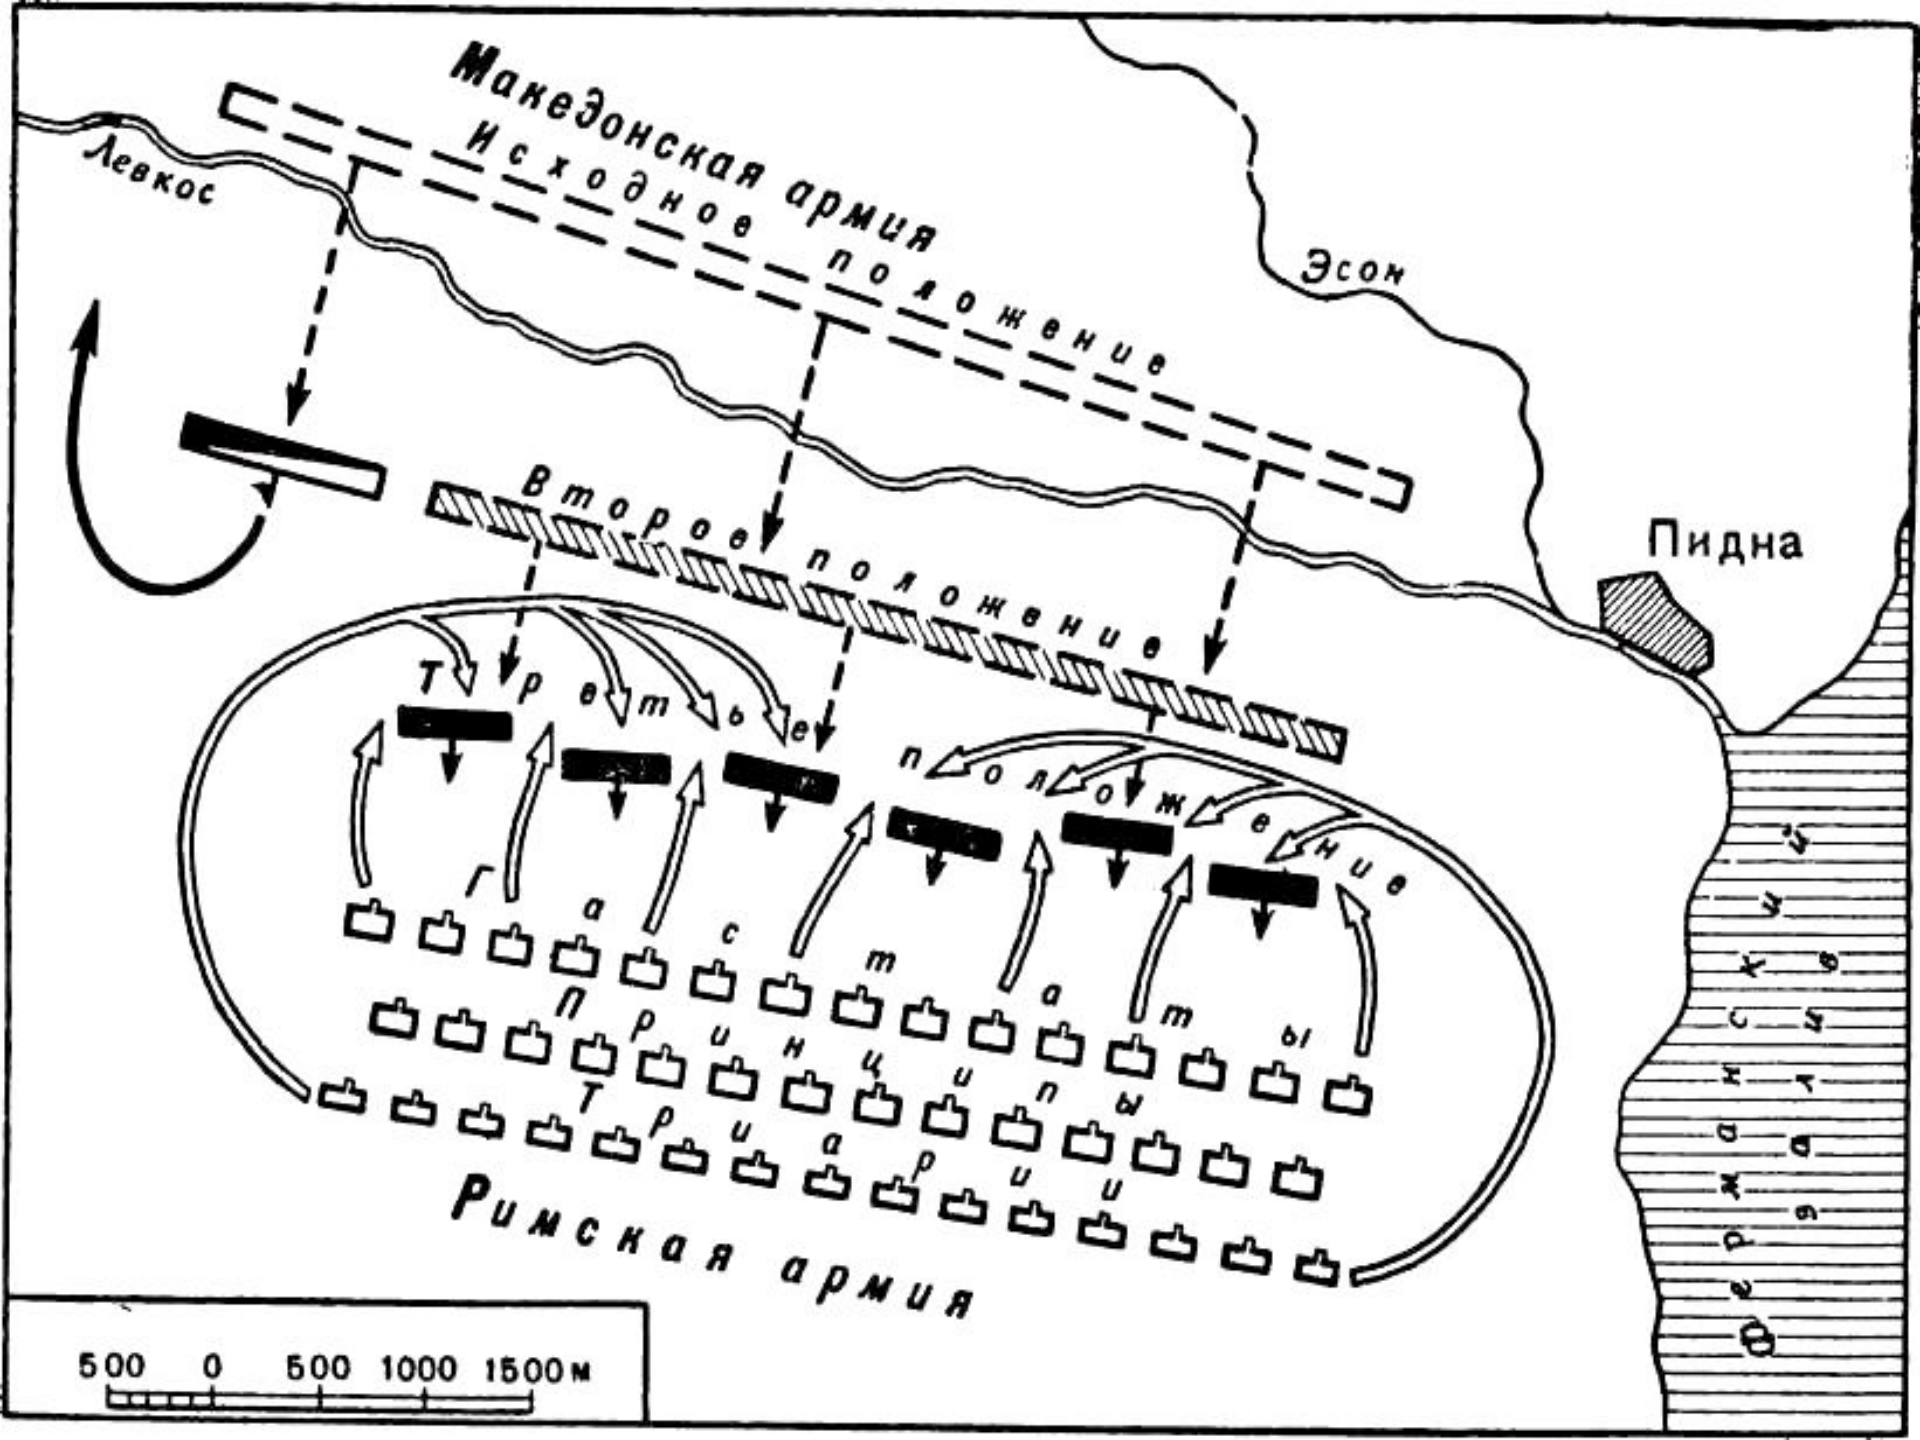 Македонская армия
Исходное положение
Левкос
Эсон
Пидна
Второе положение
Третье положение
Гастаты
Принципы
Триарии
Римская армия
Фержанский
залив
500 0 500 1000 1500 м